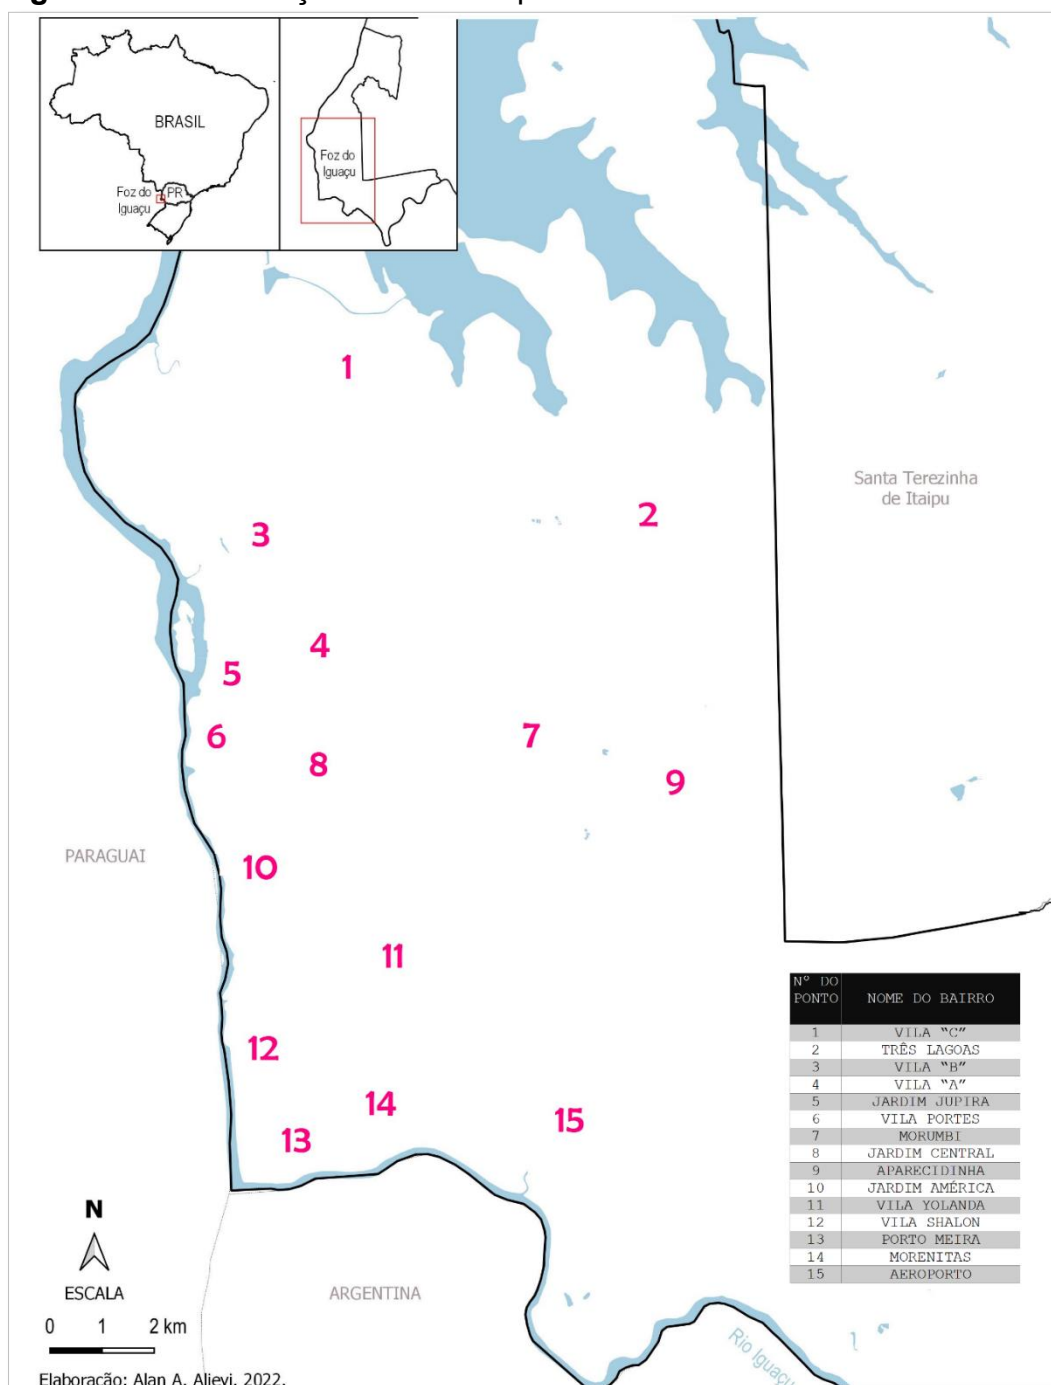 BRASIL
Foz do
Iguaçu
PR
Foz do
Iguaçu
1
2
3
4
5
6
7
8
9
10
11
12
13
14
15
Santa Terezinha
de Itaipu
PARAGUAI
ARGENTINA
Rio Iguaçu
Nº DO
PONTO NOME DO BAIRRO
1 VILA "C"
2 TRÊS LAGOAS
3 VILA "B"
4 VILA "A"
5 JARDIM JUPIRA
6 VILA PORTES
7 MORUMBI
8 JARDIM CENTRAL
9 APARECIDINHA
10 JARDIM AMÉRICA
11 VILA YOLANDA
12 VILA SHALON
13 PORTO MEIRA
14 MORENITAS
15 AEROPORTO
N
ESCALA
0 1 2 km
Elaboração: Alan A. Alievi, 2022.